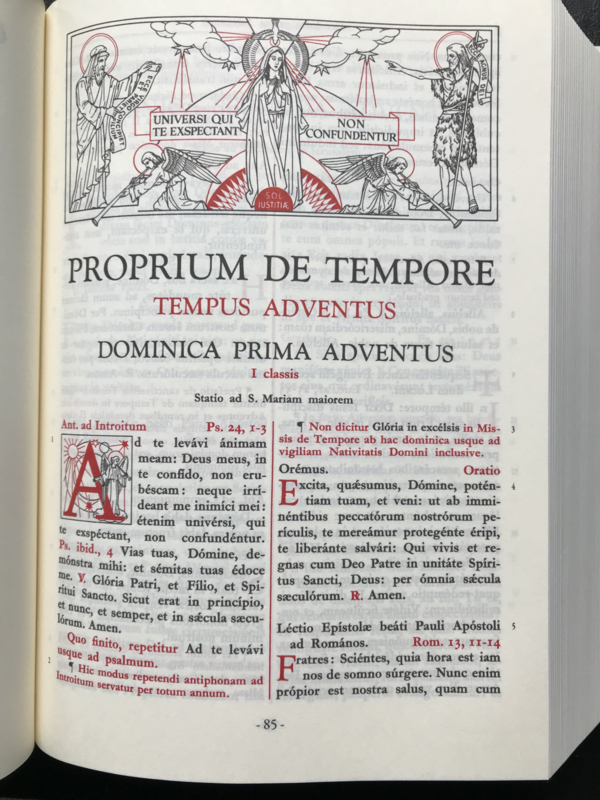 UNIVERSI QUI
TE EXSPECTANT
NON
CONFUNDENTUR
SOL
IUSTITIÆ
PROPRIUM DE TEMPORE
TEMPUS ADVENTUS
DOMINICA PRIMA ADVENTUS
I classis
Statio ad S. Mariam maiorem
Ant. ad Introitum Ps. 24, 1-3
1
Ad te levávi ánimam
meam: Deus meus, in
te confído, non eru-
béscam: neque irrí-
deant me inimíci mei:
étenim univérsi, qui
te exspéctant, non confundéntur.
Ps. ibid., 4 Vias tuas, Dómine, de-
mónstra mihi: et sémitas tuas édoce
me. ℣. Glória Patri, et Fílio, et Spi-
rítui Sancto. Sicut erat in princípio,
et nunc, et semper, et in sǽcula sæcu-
lórum. Amen.
Quo finito, repetitur Ad te levávi
usque ad psalmum.
2
¶ Hic modus repetendi antiphonam ad
Introitum servatur per totum annum.
¶ Non dicitur Glória in excélsis in Mis- 3
sis de Tempore ab hac dominica usque ad
vigiliam Nativitatis Domini inclusive.
Orémus. Oratio
Excita, quǽsumus, Dómine, potén- 4
tiam tuam, et veni: ut ab immi-
néntibus peccatórum nostrórum pe-
rículis, te mereámur protegénte éripi,
te liberánte salvári: Qui vivis et re-
gnas cum Deo Patre in unitáte Spíri-
tus Sancti, Deus: per ómnia sǽcula
sæculórum. ℟. Amen.
Léctio Epístolæ beáti Pauli Apóstoli 5
ad Romános. Rom. 13, 11-14
Fratres: Sciéntes, quia hora est iam
nos de somno súrgere. Nunc enim
própior est nostra salus, quam cum
- 85 -